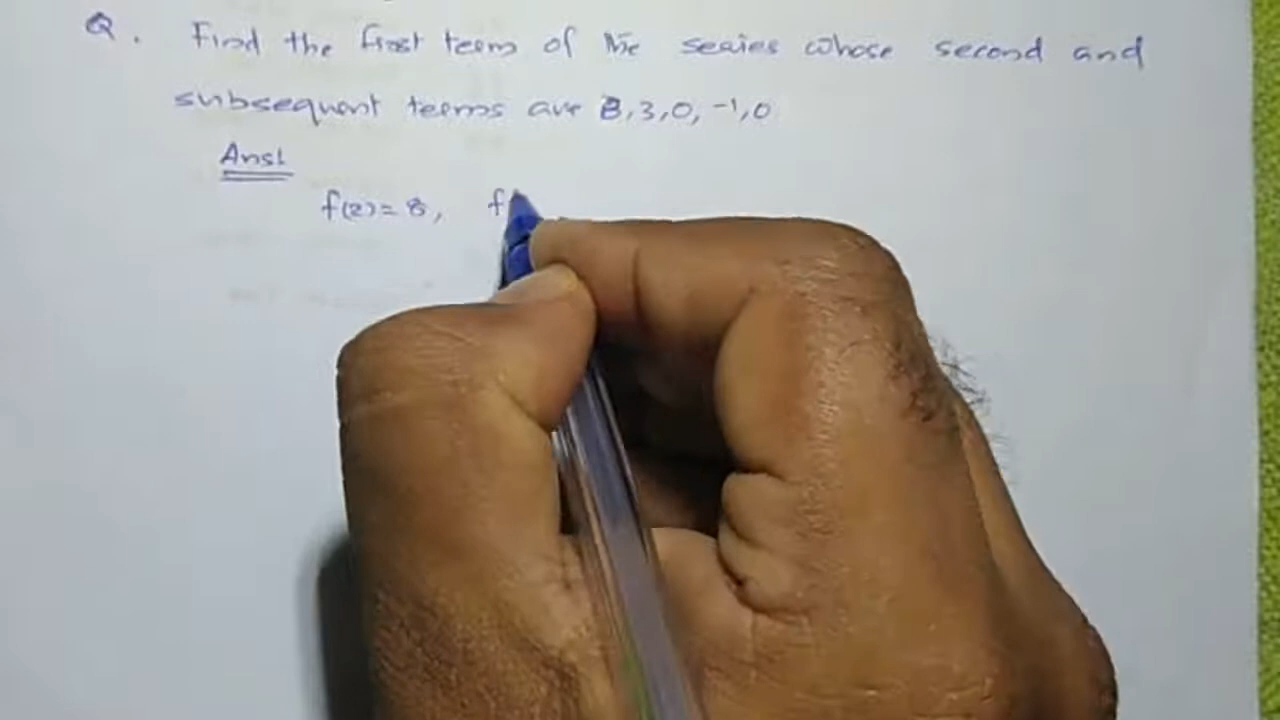 Q. Find the first term of the series whose second and
subsequent terms are 8, 3, 0, -1, 0
Ans:
f(2) = 8, f